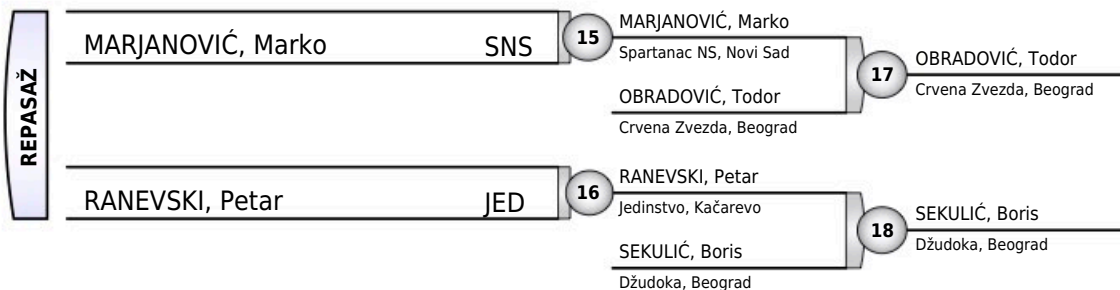 REPASAŽ
MARJANOVIĆ, Marko SNS
15
MARJANOVIĆ, Marko
Spartanac NS, Novi Sad
OBRADOVIĆ, Todor
Crvena Zvezda, Beograd
17
OBRADOVIĆ, Todor
Crvena Zvezda, Beograd
RANEVSKI, Petar JED
16
RANEVSKI, Petar
Jedinstvo, Kačarevo
SEKULIĆ, Boris
Džudoka, Beograd
18
SEKULIĆ, Boris
Džudoka, Beograd